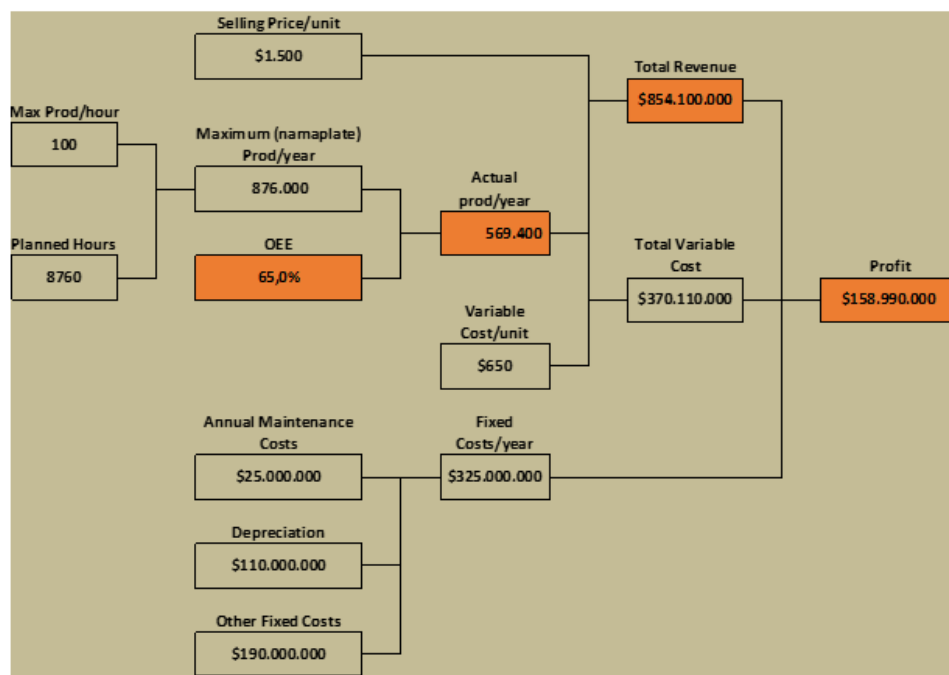 Selling Price/unit
$1.500
Total Revenue
$854.100.000
Max Prod/hour
100
Maximum (namaplate)
Prod/year
876.000
Actual
prod/year
569.400
Planned Hours
8760
OEE
65,0%
Total Variable
Cost
$370.110.000
Profit
$158.990.000
Variable
Cost/unit
$650
Annual Maintenance
Costs
$25.000.000
Fixed
Costs/year
$325.000.000
Depreciation
$110.000.000
Other Fixed Costs
$190.000.000